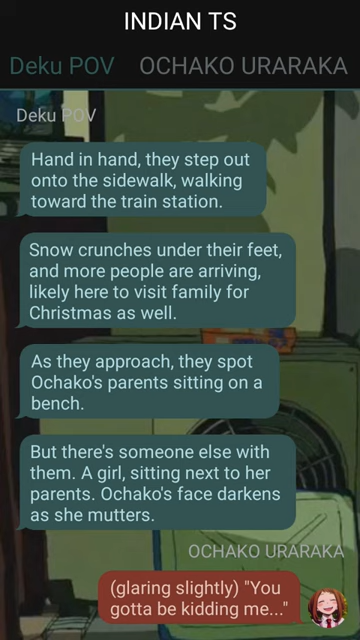 INDIAN TS
Deku POV OCHAKO URARAKA
Deku POV
Hand in hand, they step out
onto the sidewalk, walking
toward the train station.
Snow crunches under their feet,
and more people are arriving,
likely here to visit family for
Christmas as well.
As they approach, they spot
Ochako's parents sitting on a
bench.
But there's someone else with
them. A girl, sitting next to her
parents. Ochako's face darkens
as she mutters.
OCHAKO URARAKA
(glaring slightly) "You
gotta be kidding me..."